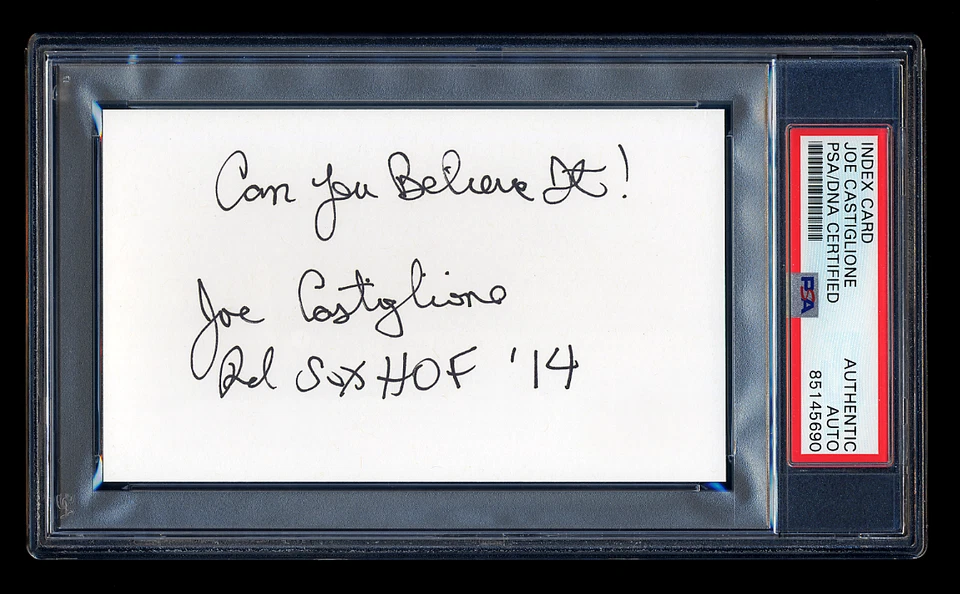 Can You Believe It!
Joe Castiglione
Red Sox HOF '14
INDEX CARD
JOE CASTIGLIONE
PSA/DNA CERTIFIED
PSA
AUTHENTIC
AUTO
85145690